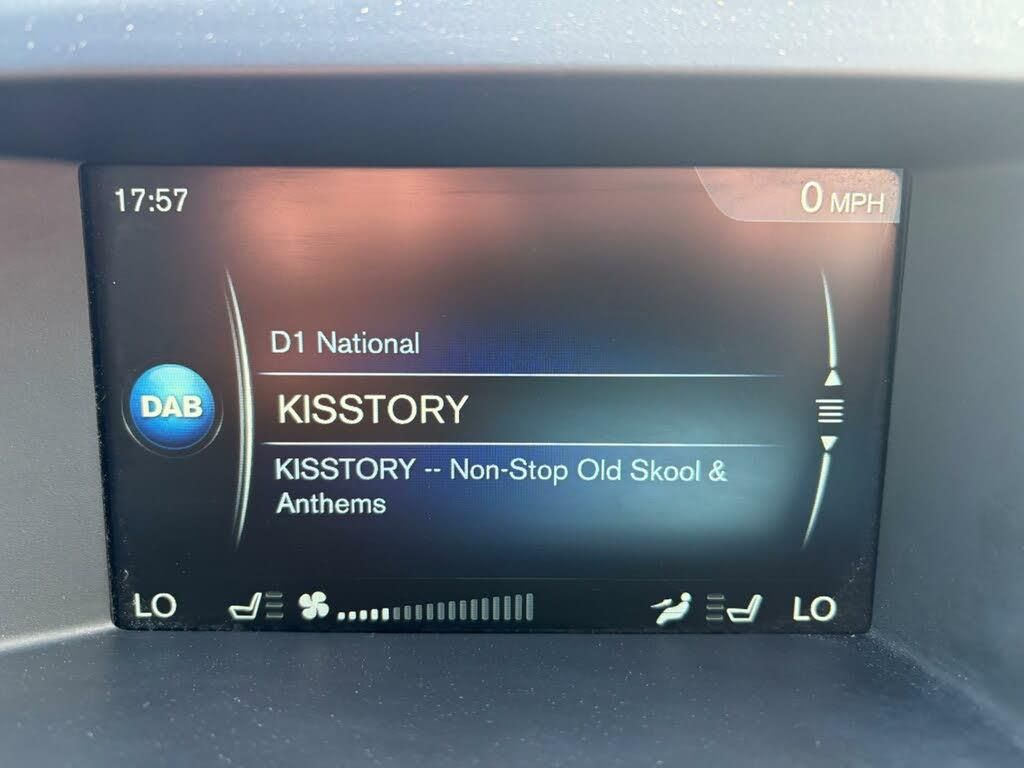 17:57
0 MPH
D1 National
DAB
KISSTORY
KISSTORY -- Non-Stop Old Skool &
Anthems
LO
LO